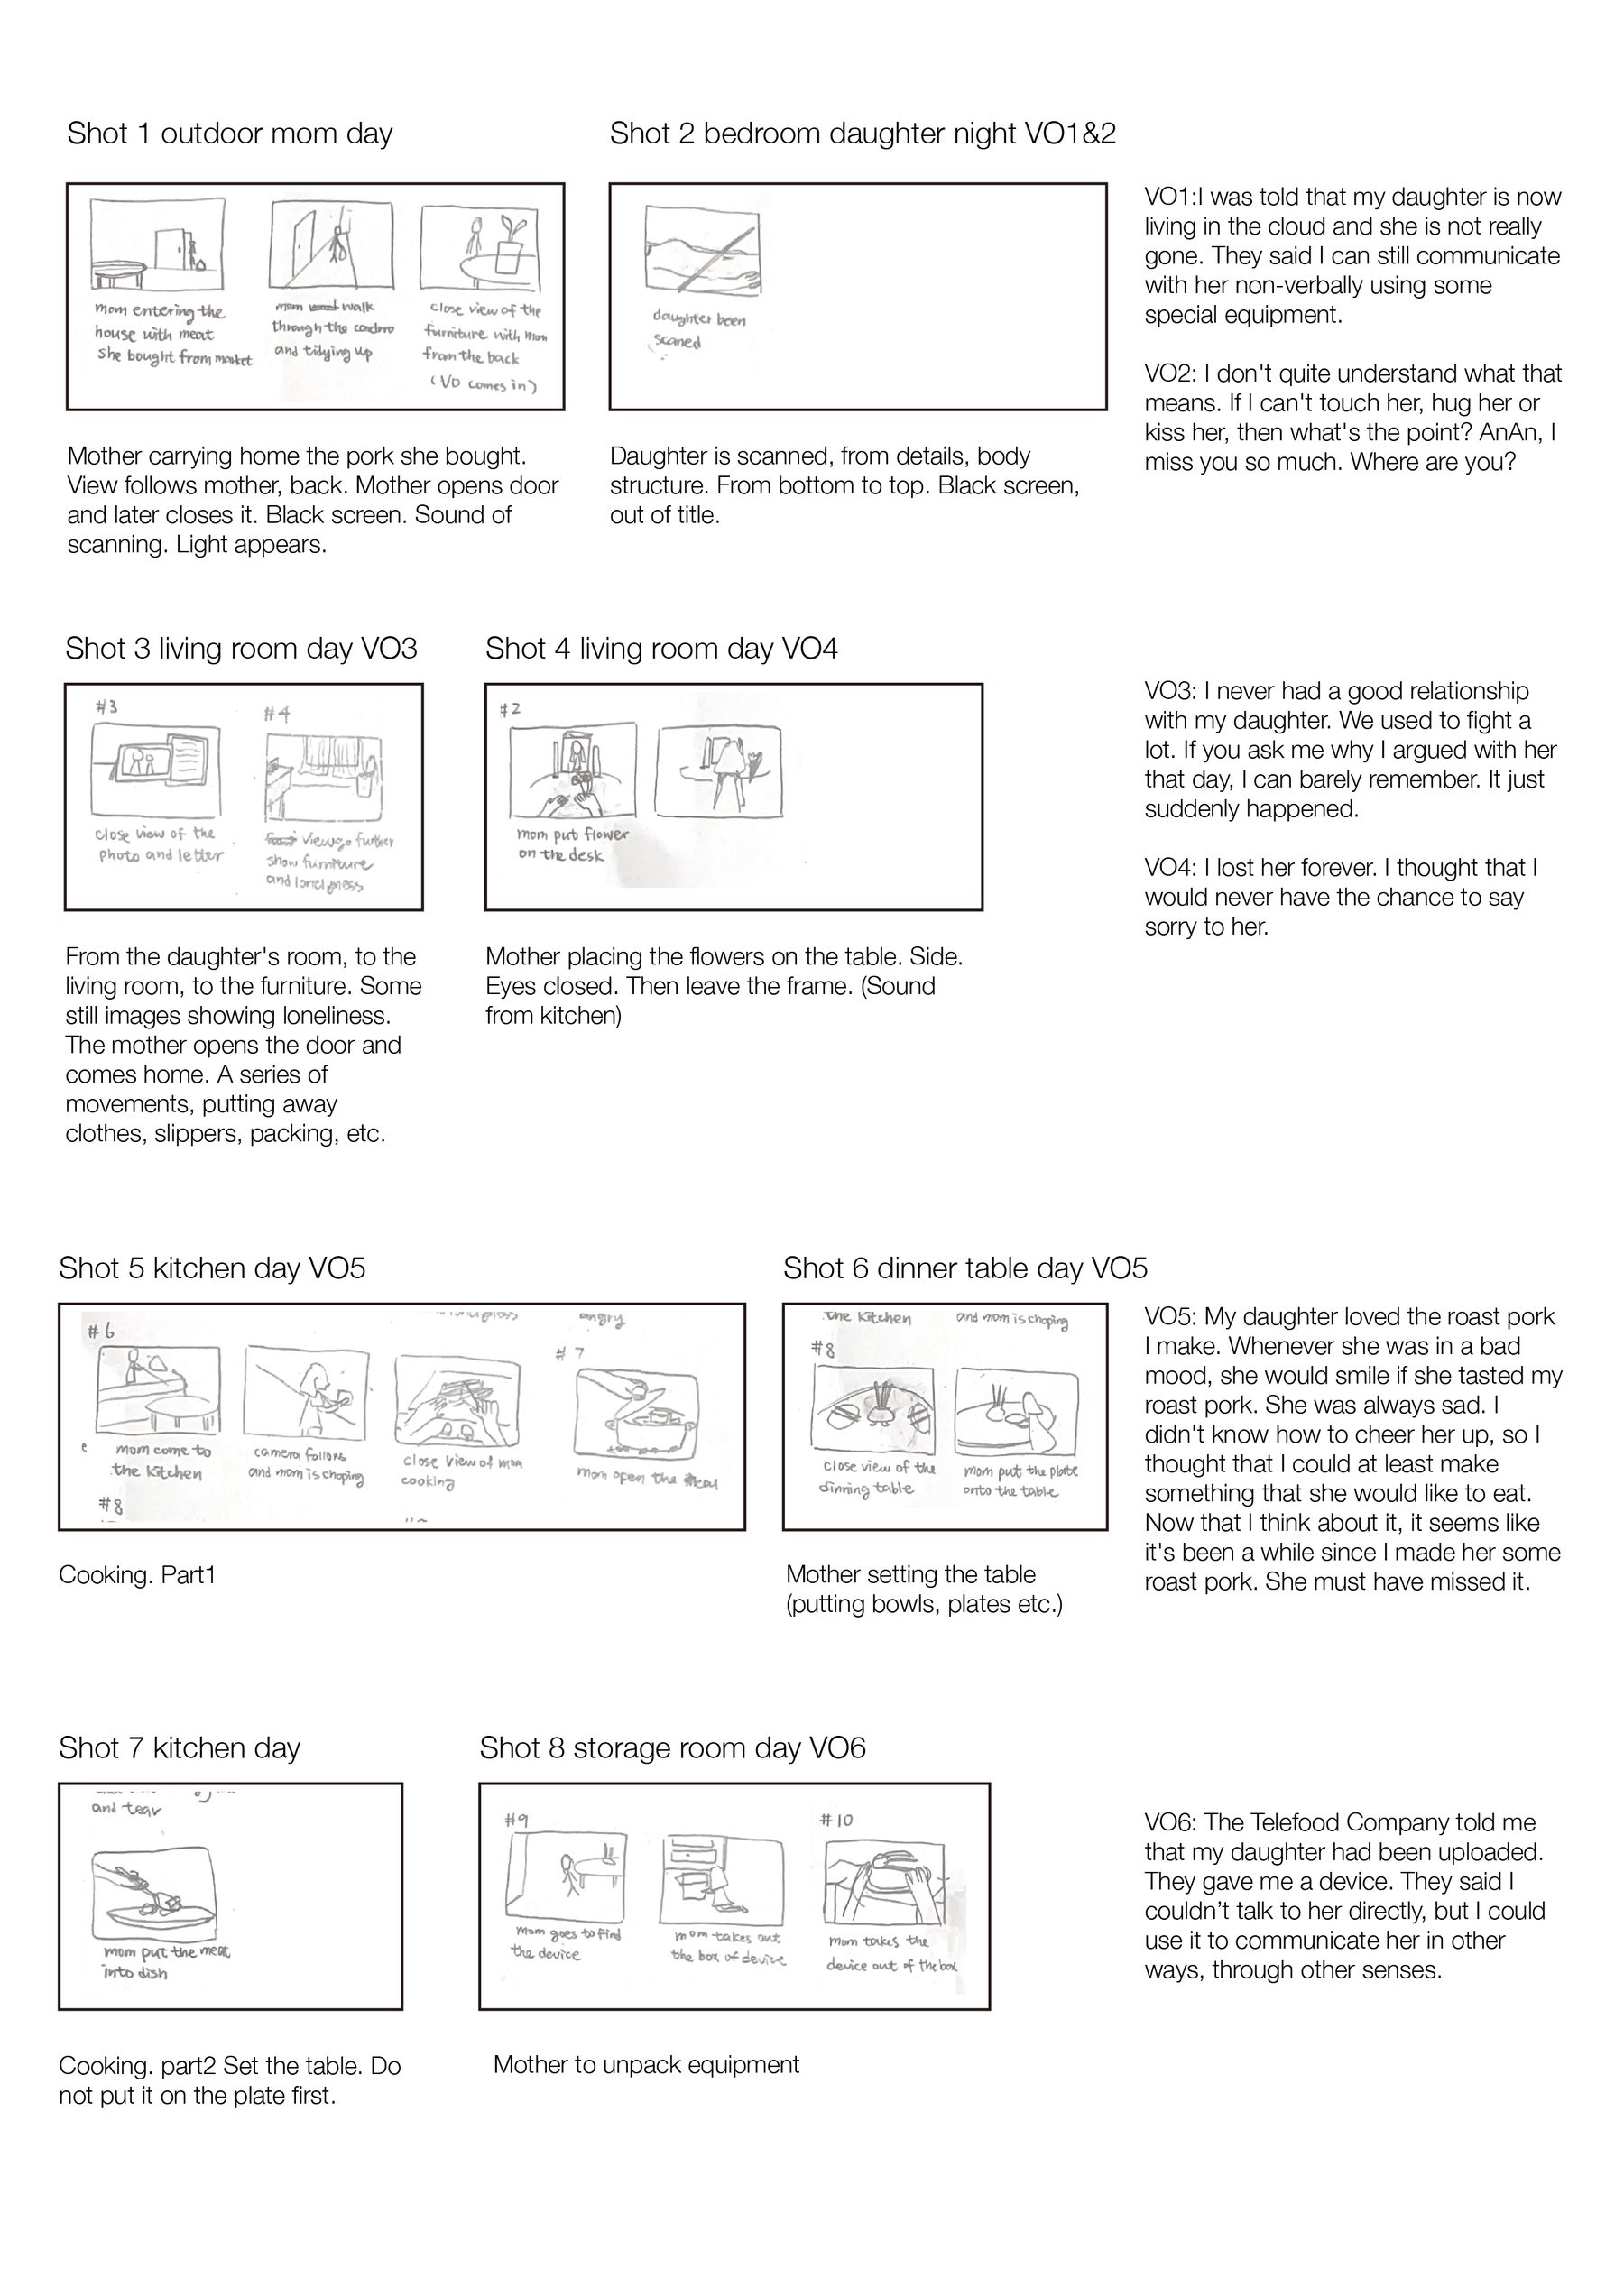 Shot 1 outdoor mom day
mom entering the
house with meat
she bought from market
mom walk
through the
and tidying up
close view of the
furniture with mom
from the back
(VO comes in)
Mother carrying home the pork she bought.
View follows mother, back. Mother opens door
and later closes it. Black screen. Sound of
scanning. Light appears.
Shot 2 bedroom daughter night VO1&2
daughter been
scaned
Daughter is scanned, from details, body
structure. From bottom to top. Black screen,
out of title.
VO1:I was told that my daughter is now
living in the cloud and she is not really
gone. They said I can still communicate
with her non-verbally using some
special equipment.
VO2: I don't quite understand what that
means. If I can't touch her, hug her or
kiss her, then what's the point? AnAn, I
miss you so much. Where are you?
Shot 3 living room day VO3
#3
close view of the
photo and letter
#4
view go further
show furniture
and loneliness
From the daughter's room, to the
living room, to the furniture. Some
still images showing loneliness.
The mother opens the door and
comes home. A series of
movements, putting away
clothes, slippers, packing, etc.
Shot 4 living room day VO4
#2
mom put flower
on the desk
Mother placing the flowers on the table. Side.
Eyes closed. Then leave the frame. (Sound
from kitchen)
VO3: I never had a good relationship
with my daughter. We used to fight a
lot. If you ask me why I argued with her
that day, I can barely remember. It just
suddenly happened.
VO4: I lost her forever. I thought that I
would never have the chance to say
sorry to her.
Shot 5 kitchen day VO5
angry
#6
mom come to
the kitchen
#8
camera follows
and mom is choping
close view of mom
cooking
#7
mom open the
Cooking. Part1
Shot 6 dinner table day VO5
the kitchen
and mom is choping
#8
close view of the
dinning table
mom put the plate
onto the table
Mother setting the table
(putting bowls, plates etc.)
VO5: My daughter loved the roast pork
I make. Whenever she was in a bad
mood, she would smile if she tasted my
roast pork. She was always sad. I
didn't know how to cheer her up, so I
thought that I could at least make
something that she would like to eat.
Now that I think about it, it seems like
it's been a while since I made her some
roast pork. She must have missed it.
Shot 7 kitchen day
and tear
mom put the meat
into dish
Cooking. part2 Set the table. Do
not put it on the plate first.
Shot 8 storage room day VO6
#9
mom goes to find
the device
mom takes out
the box of device
#10
mom takes the
device out of the box
Mother to unpack equipment
VO6: The Telefood Company told me
that my daughter had been uploaded.
They gave me a device. They said I
couldn’t talk to her directly, but I could
use it to communicate her in other
ways, through other senses.